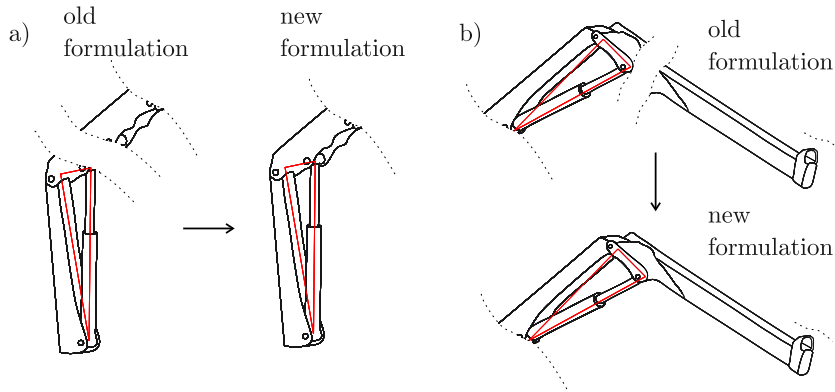 a)
old
formulation
new
formulation
b)
old
formulation
new
formulation